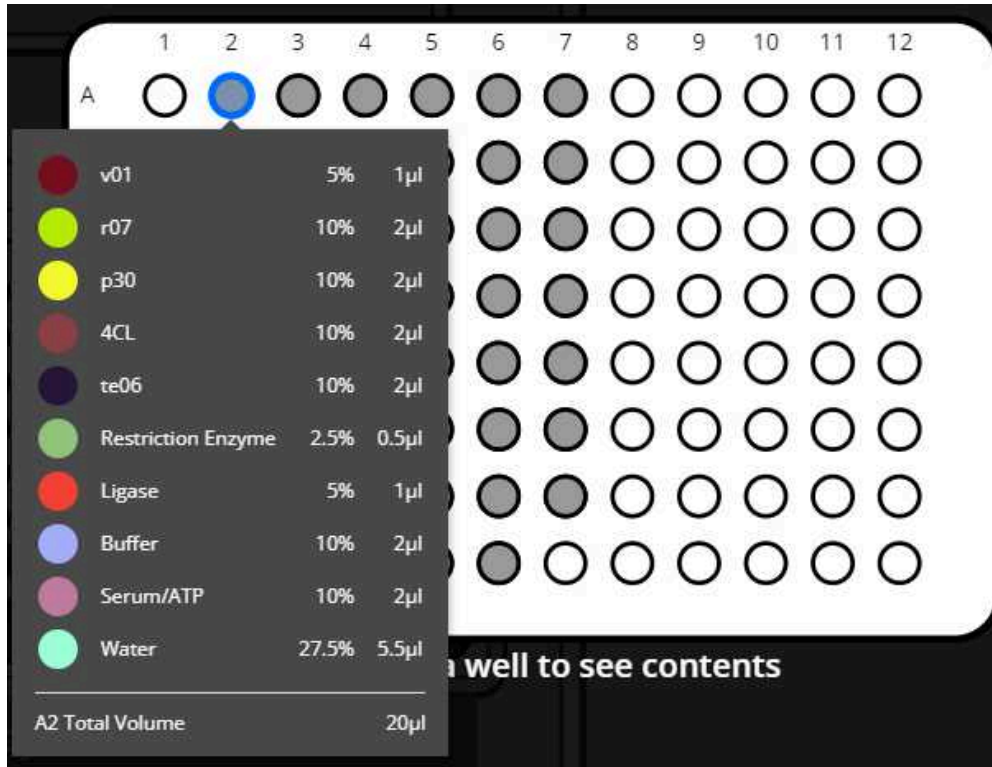 1 2 3 4 5 6 7 8 9 10 11 12
A
v01 5% 1µl
r07 10% 2µl
p30 10% 2µl
4CL 10% 2µl
te06 10% 2µl
Restriction Enzyme 2.5% 0.5µl
Ligase 5% 1µl
Buffer 10% 2µl
Serum/ATP 10% 2µl
Water 27.5% 5.5µl
A2 Total Volume 20µl
a well to see contents